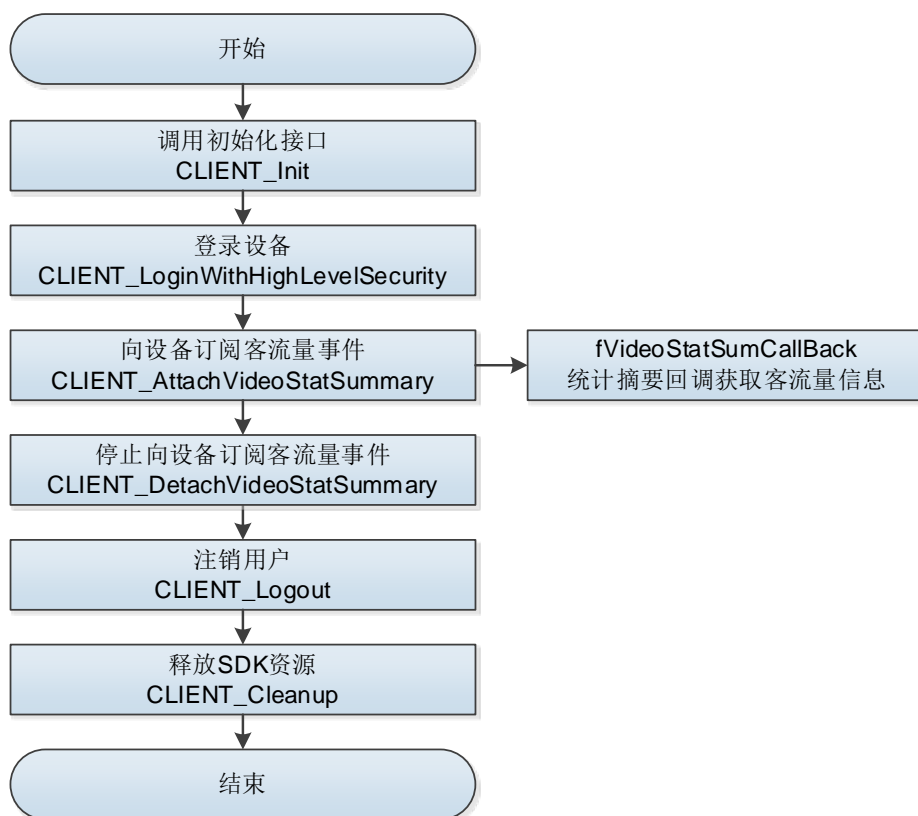 开始
调用初始化接口
CLIENT_Init
登录设备
CLIENT_LoginWithHighLevelSecurity
向设备订阅客流量事件
CLIENT_AttachVideoStatSummary
fVideoStatSumCallBack
统计摘要回调获取客流量信息
停止向设备订阅客流量事件
CLIENT_DetachVideoStatSummary
注销用户
CLIENT_Logout
释放SDK资源
CLIENT_Cleanup
结束